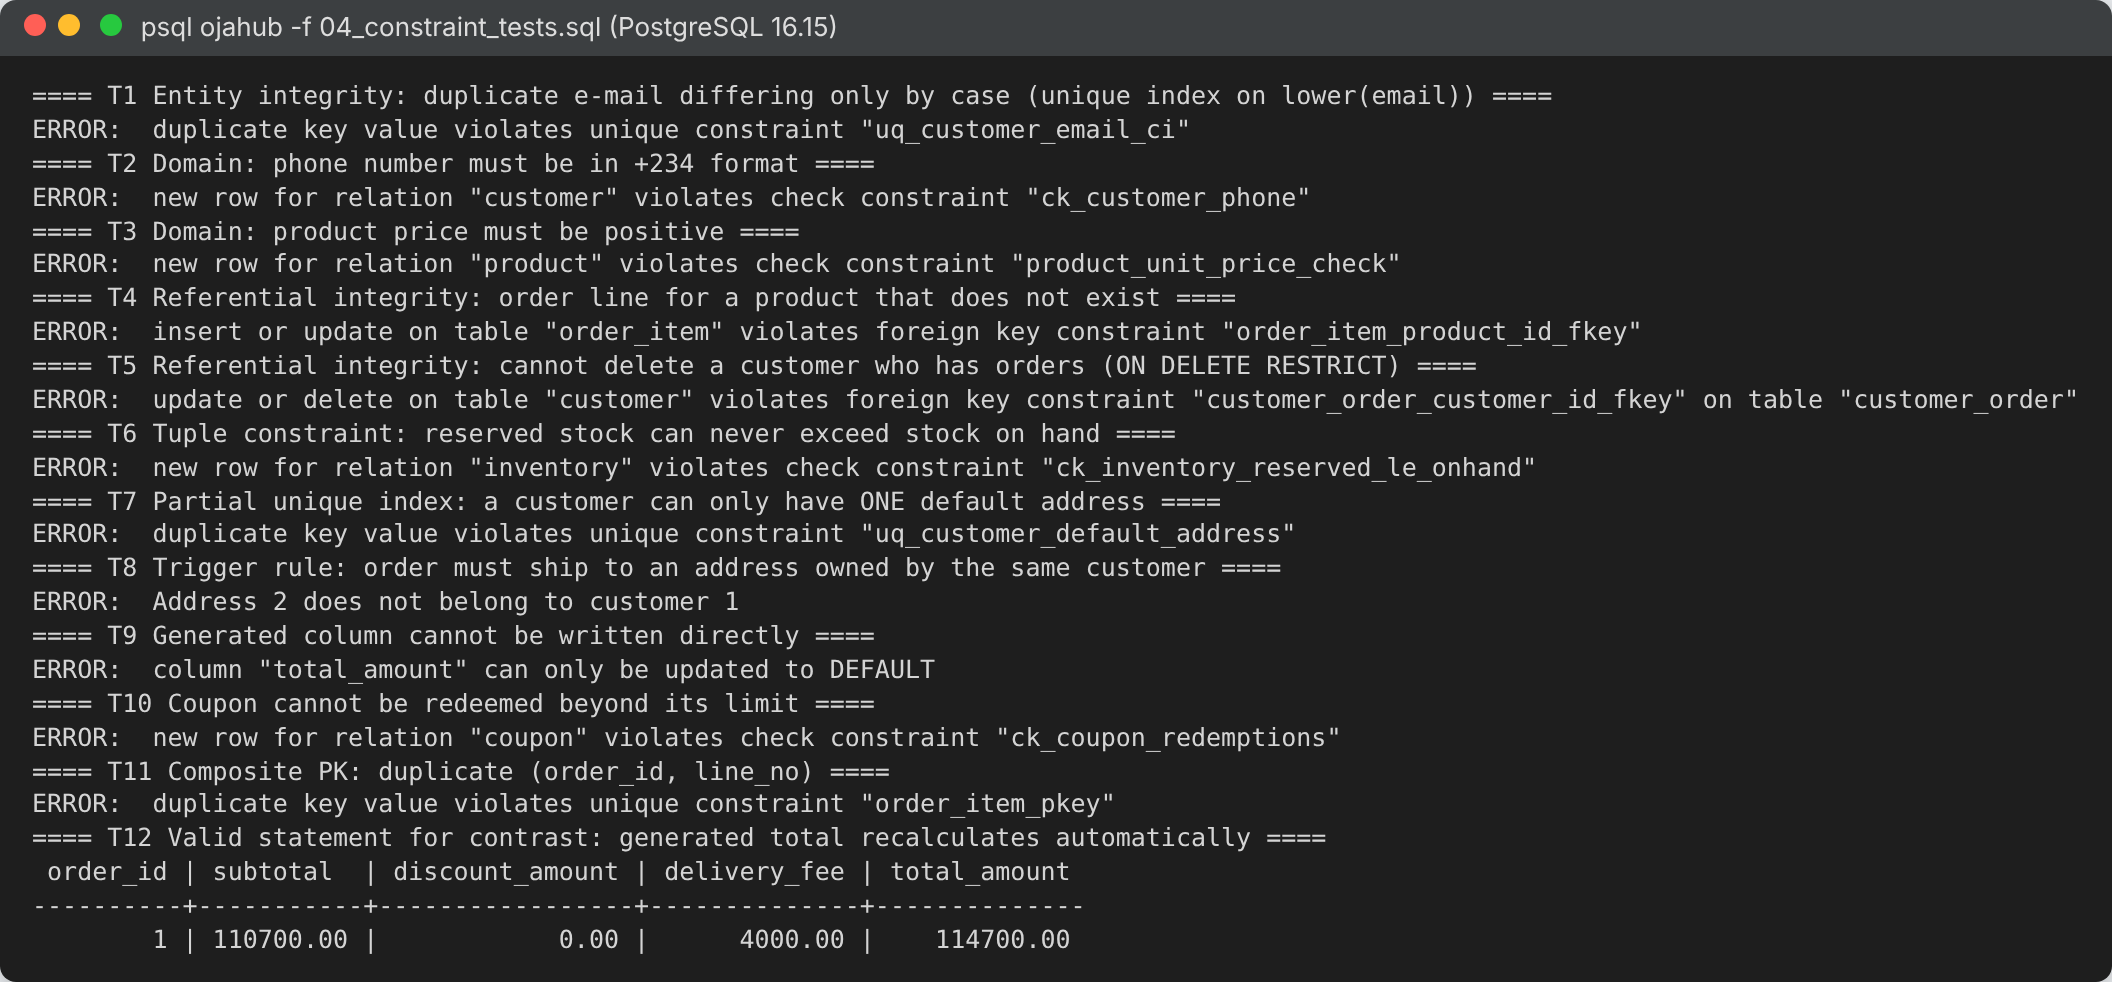 psql ojahub -f 04_constraint_tests.sql (PostgreSQL 16.15)
==== T1 Entity integrity: duplicate e-mail differing only by case (unique index on lower(email)) ====
ERROR:  duplicate key value violates unique constraint "uq_customer_email_ci"
==== T2 Domain: phone number must be in +234 format ====
ERROR:  new row for relation "customer" violates check constraint "ck_customer_phone"
==== T3 Domain: product price must be positive ====
ERROR:  new row for relation "product" violates check constraint "product_unit_price_check"
==== T4 Referential integrity: order line for a product that does not exist ====
ERROR:  insert or update on table "order_item" violates foreign key constraint "order_item_product_id_fkey"
==== T5 Referential integrity: cannot delete a customer who has orders (ON DELETE RESTRICT) ====
ERROR:  update or delete on table "customer" violates foreign key constraint "customer_order_customer_id_fkey" on table "customer_order"
==== T6 Tuple constraint: reserved stock can never exceed stock on hand ====
ERROR:  new row for relation "inventory" violates check constraint "ck_inventory_reserved_le_onhand"
==== T7 Partial unique index: a customer can only have ONE default address ====
ERROR:  duplicate key value violates unique constraint "uq_customer_default_address"
==== T8 Trigger rule: order must ship to an address owned by the same customer ====
ERROR:  Address 2 does not belong to customer 1
==== T9 Generated column cannot be written directly ====
ERROR:  column "total_amount" can only be updated to DEFAULT
==== T10 Coupon cannot be redeemed beyond its limit ====
ERROR:  new row for relation "coupon" violates check constraint "ck_coupon_redemptions"
==== T11 Composite PK: duplicate (order_id, line_no) ====
ERROR:  duplicate key value violates unique constraint "order_item_pkey"
==== T12 Valid statement for contrast: generated total recalculates automatically ====
 order_id | subtotal  | discount_amount | delivery_fee | total_amount
----------+-----------+-----------------+--------------+--------------
        1 | 110700.00 |            0.00 |      4000.00 |    114700.00